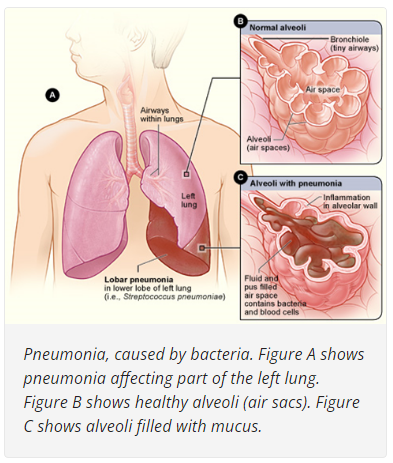 A
Airways
within lungs
Left
lung
Lobar pneumonia
in lower lobe of left lung
(i.e., Streptococcus pneumoniae)
B
Normal alveoli
Bronchiole
(tiny airways)
Air space
Alveoli
(air spaces)
C
Alveoli with pneumonia
Inflammation
in alveolar wall
Fluid and
pus filled
air space
contains bacteria
and blood cells
Pneumonia, caused by bacteria. Figure A shows
pneumonia affecting part of the left lung.
Figure B shows healthy alveoli (air sacs). Figure
C shows alveoli filled with mucus.